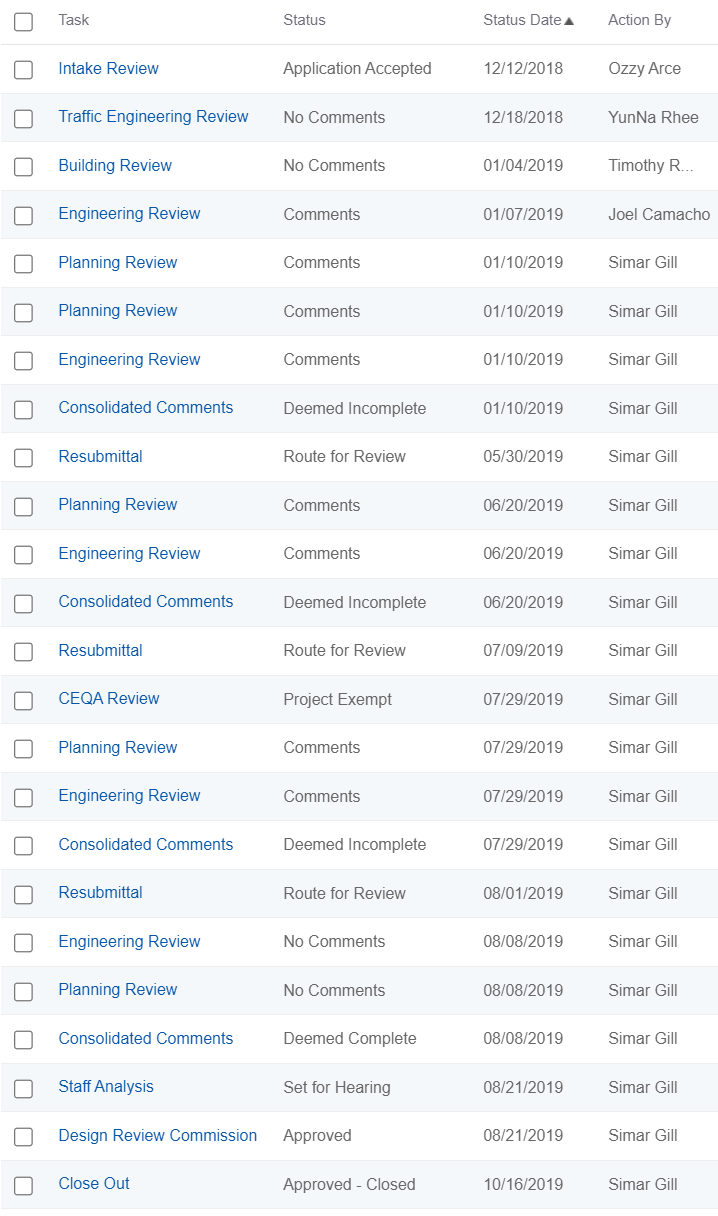 Task Status Status Date▲ Action By
Intake Review Application Accepted 12/12/2018 Ozzy Arce
Traffic Engineering Review No Comments 12/18/2018 YunNa Rhee
Building Review No Comments 01/04/2019 Timothy R...
Engineering Review Comments 01/07/2019 Joel Camacho
Planning Review Comments 01/10/2019 Simar Gill
Planning Review Comments 01/10/2019 Simar Gill
Engineering Review Comments 01/10/2019 Simar Gill
Consolidated Comments Deemed Incomplete 01/10/2019 Simar Gill
Resubmittal Route for Review 05/30/2019 Simar Gill
Planning Review Comments 06/20/2019 Simar Gill
Engineering Review Comments 06/20/2019 Simar Gill
Consolidated Comments Deemed Incomplete 06/20/2019 Simar Gill
Resubmittal Route for Review 07/09/2019 Simar Gill
CEQA Review Project Exempt 07/29/2019 Simar Gill
Planning Review Comments 07/29/2019 Simar Gill
Engineering Review Comments 07/29/2019 Simar Gill
Consolidated Comments Deemed Incomplete 07/29/2019 Simar Gill
Resubmittal Route for Review 08/01/2019 Simar Gill
Engineering Review No Comments 08/08/2019 Simar Gill
Planning Review No Comments 08/08/2019 Simar Gill
Consolidated Comments Deemed Complete 08/08/2019 Simar Gill
Staff Analysis Set for Hearing 08/21/2019 Simar Gill
Design Review Commission Approved 08/21/2019 Simar Gill
Close Out Approved - Closed 10/16/2019 Simar Gill